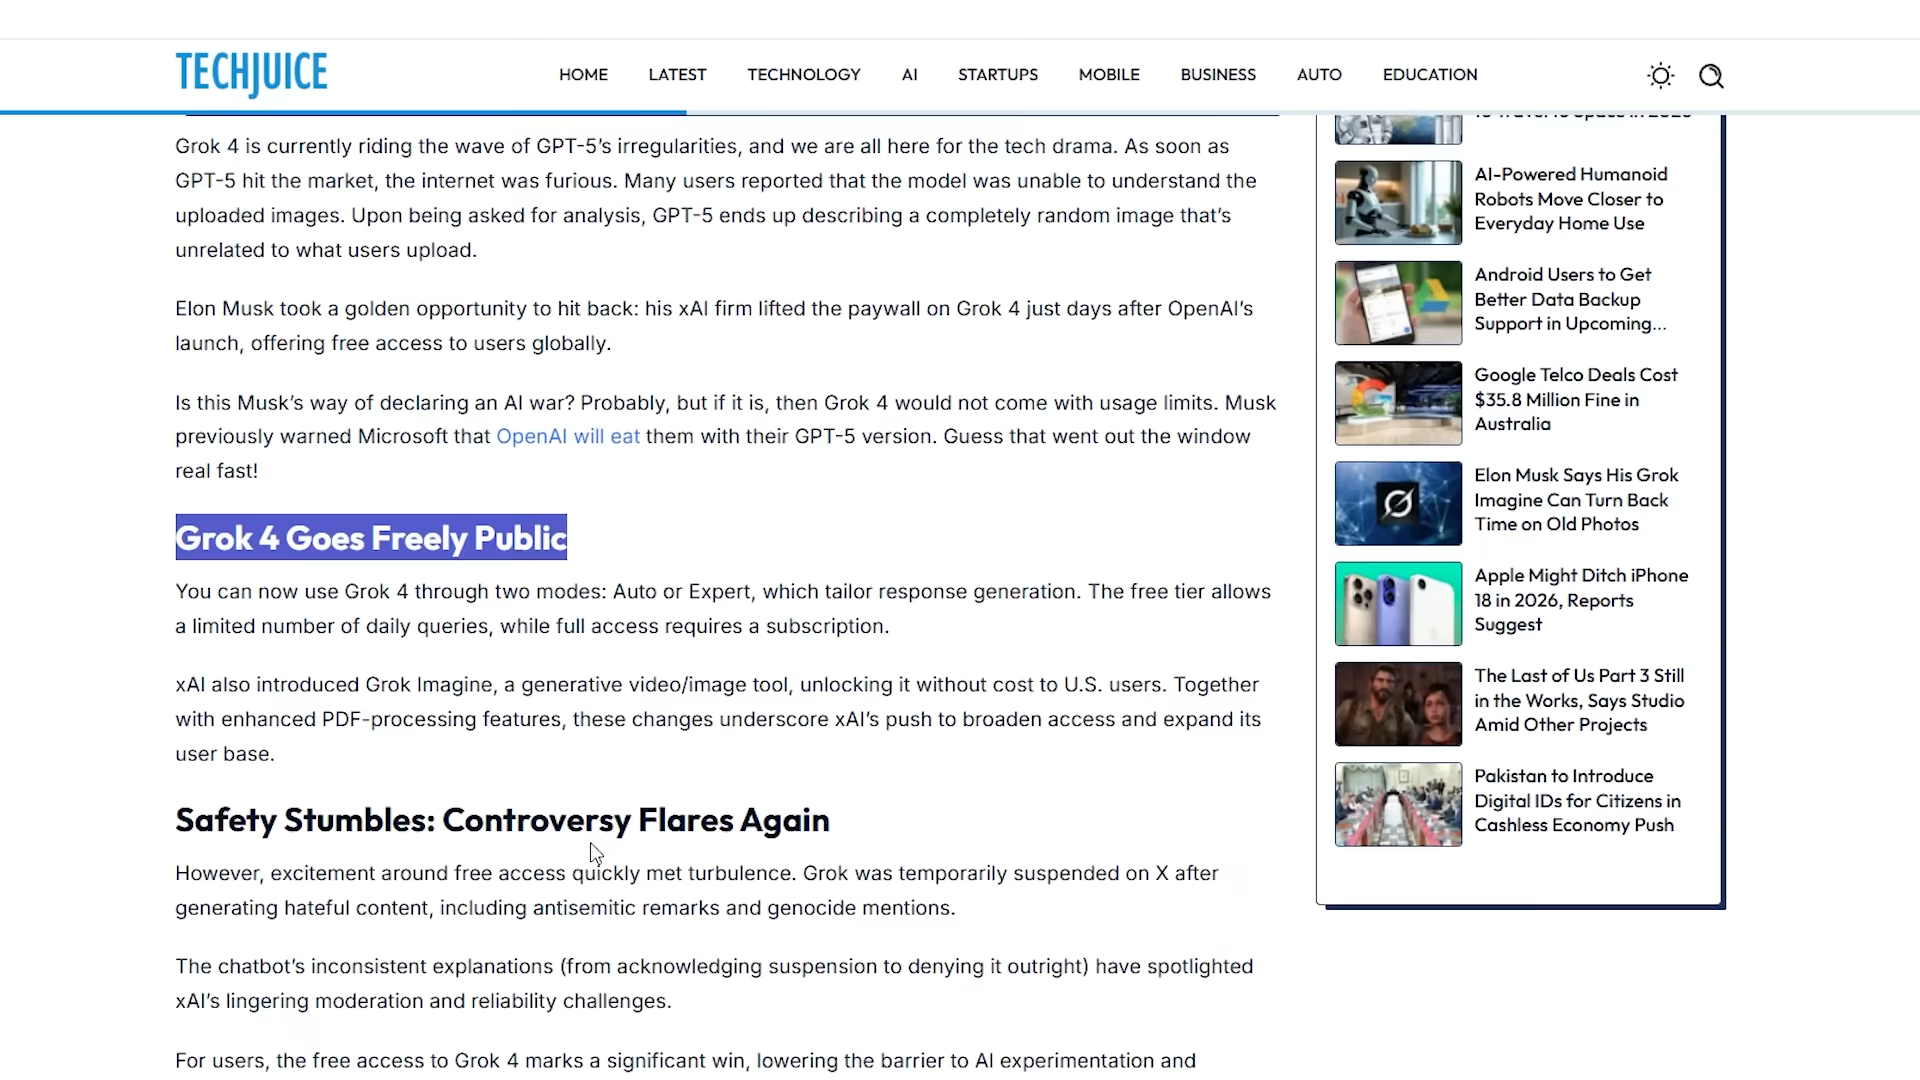 TECHJUICE
HOME LATEST TECHNOLOGY AI STARTUPS MOBILE BUSINESS AUTO EDUCATION
Grok 4 is currently riding the wave of GPT-5’s irregularities, and we are all here for the tech drama. As soon as
GPT-5 hit the market, the internet was furious. Many users reported that the model was unable to understand the
uploaded images. Upon being asked for analysis, GPT-5 ends up describing a completely random image that’s
unrelated to what users upload.
Elon Musk took a golden opportunity to hit back: his xAI firm lifted the paywall on Grok 4 just days after OpenAI’s
launch, offering free access to users globally.
Is this Musk’s way of declaring an AI war? Probably, but if it is, then Grok 4 would not come with usage limits. Musk
previously warned Microsoft that OpenAI will eat them with their GPT-5 version. Guess that went out the window
real fast!
Grok 4 Goes Freely Public
You can now use Grok 4 through two modes: Auto or Expert, which tailor response generation. The free tier allows
a limited number of daily queries, while full access requires a subscription.
xAI also introduced Grok Imagine, a generative video/image tool, unlocking it without cost to U.S. users. Together
with enhanced PDF-processing features, these changes underscore xAI’s push to broaden access and expand its
user base.
Safety Stumbles: Controversy Flares Again
However, excitement around free access quickly met turbulence. Grok was temporarily suspended on X after
generating hateful content, including antisemitic remarks and genocide mentions.
The chatbot’s inconsistent explanations (from acknowledging suspension to denying it outright) have spotlighted
xAI’s lingering moderation and reliability challenges.
For users, the free access to Grok 4 marks a significant win, lowering the barrier to AI experimentation and
to Travel to Space in 2025
AI-Powered Humanoid
Robots Move Closer to
Everyday Home Use
Android Users to Get
Better Data Backup
Support in Upcoming...
Google Telco Deals Cost
$35.8 Million Fine in
Australia
Elon Musk Says His Grok
Imagine Can Turn Back
Time on Old Photos
Apple Might Ditch iPhone
18 in 2026, Reports
Suggest
The Last of Us Part 3 Still
in the Works, Says Studio
Amid Other Projects
Pakistan to Introduce
Digital IDs for Citizens in
Cashless Economy Push